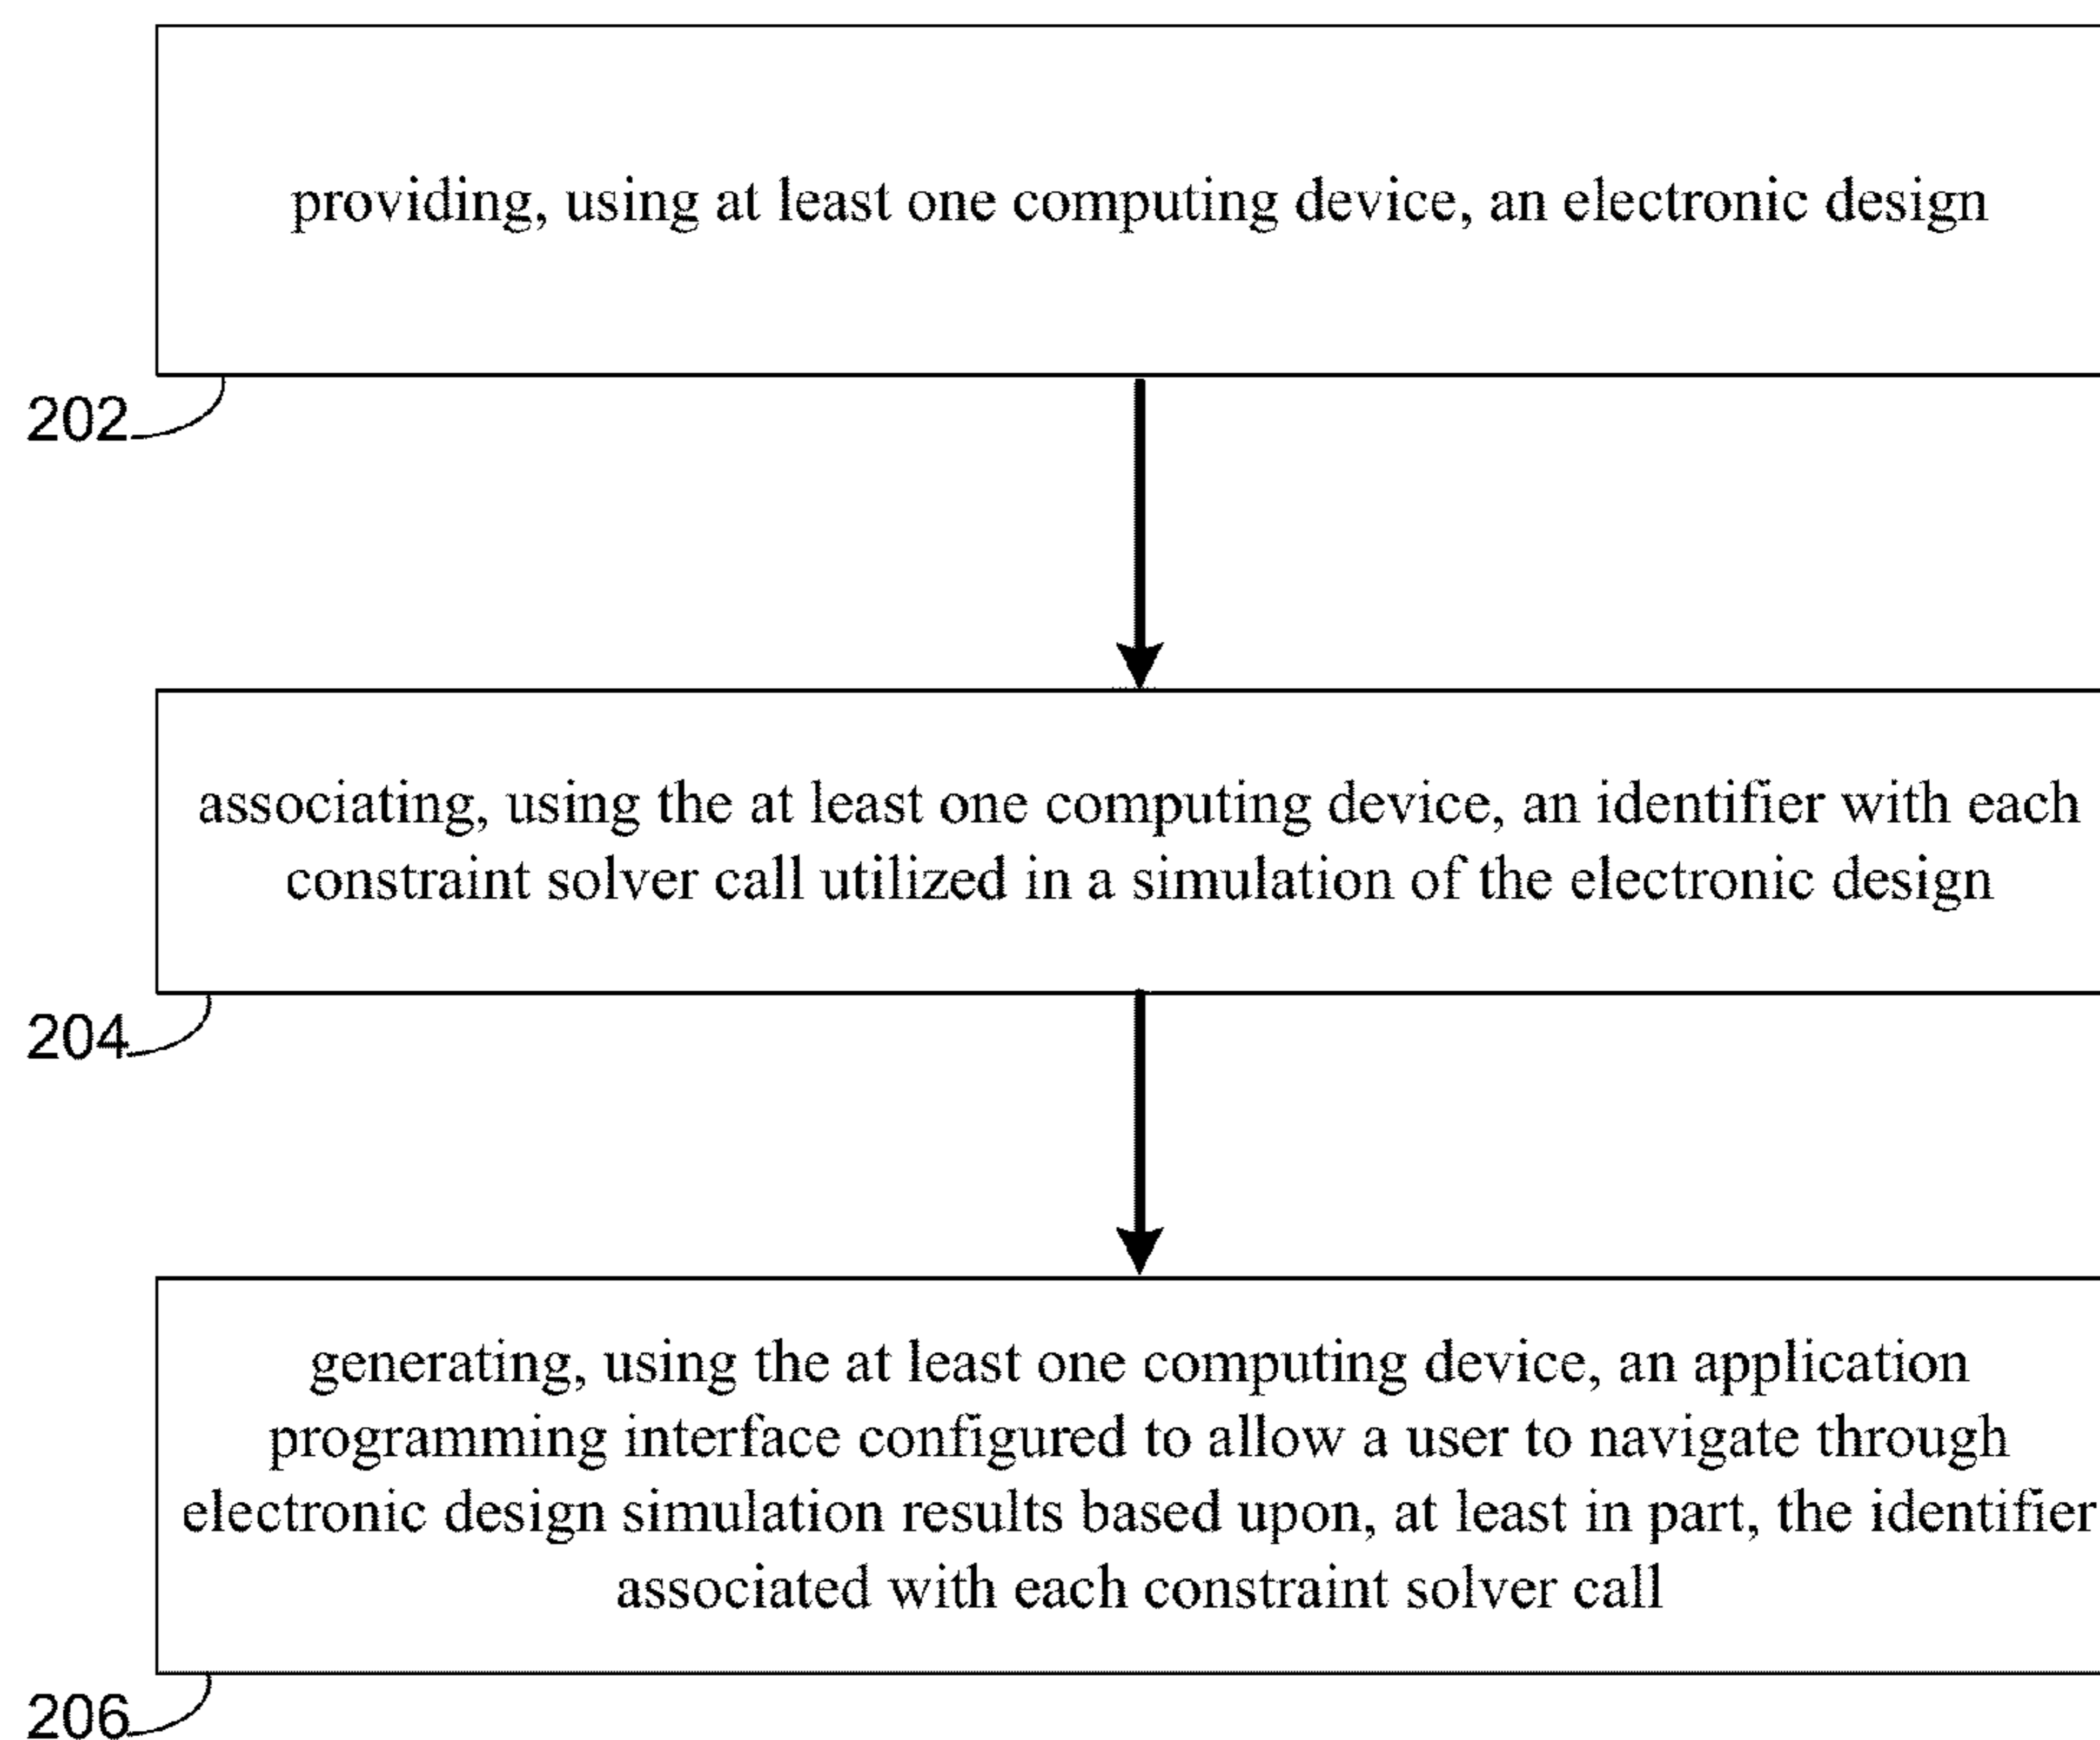 providing, using at least one computing device, an electronic design
202
associating, using the at least one computing device, an identifier with each
constraint solver call utilized in a simulation of the electronic design
204
generating, using the at least one computing device, an application
programming interface configured to allow a user to navigate through
electronic design simulation results based upon, at least in part, the identifier
associated with each constraint solver call
206